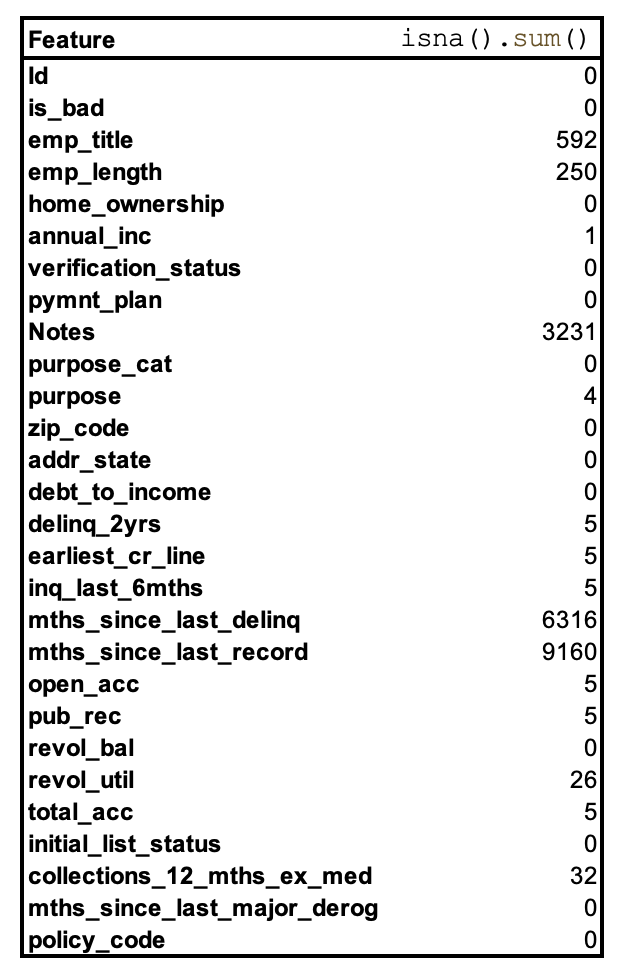 Feature isna().sum()
Id 0
is_bad 0
emp_title 592
emp_length 250
home_ownership 0
annual_inc 1
verification_status 0
pymnt_plan 0
Notes 3231
purpose_cat 0
purpose 4
zip_code 0
addr_state 0
debt_to_income 0
delinq_2yrs 5
earliest_cr_line 5
inq_last_6mths 5
mths_since_last_delinq 6316
mths_since_last_record 9160
open_acc 5
pub_rec 5
revol_bal 0
revol_util 26
total_acc 5
initial_list_status 0
collections_12_mths_ex_med 32
mths_since_last_major_derog 0
policy_code 0